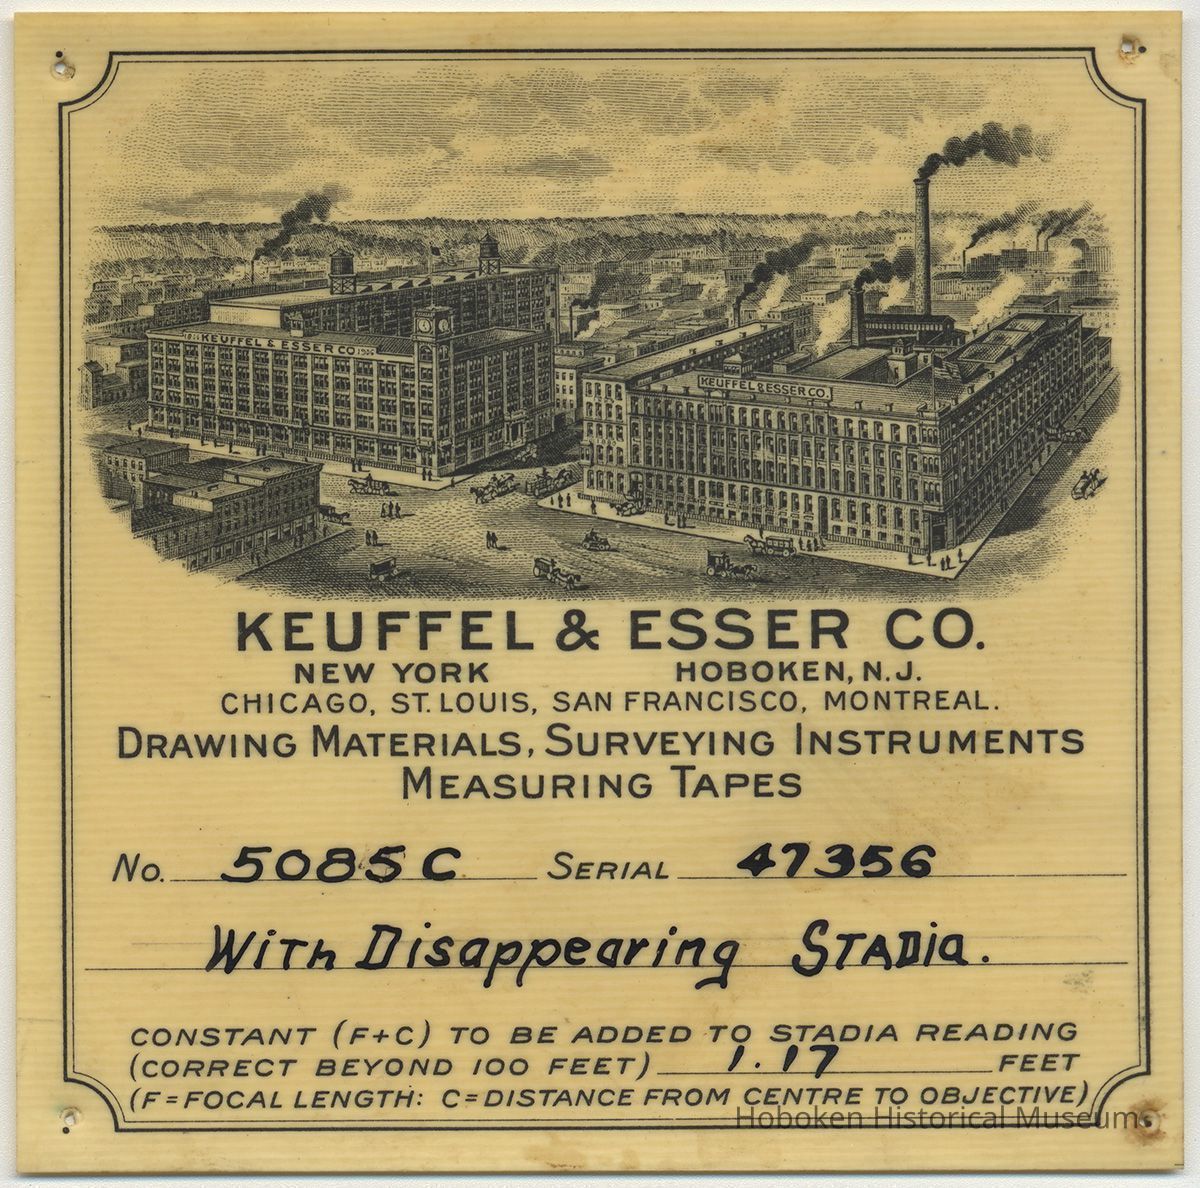 KEUFFEL & ESSER CO.
KEUFFEL & ESSER CO.
KEUFFEL & ESSER CO.
NEW YORK HOBOKEN, N.J.
CHICAGO, ST. LOUIS, SAN FRANCISCO, MONTREAL.
DRAWING MATERIALS, SURVEYING INSTRUMENTS
MEASURING TAPES
No. 5085C SERIAL 47356
With Disappearing STADia.
CONSTANT (F+C) TO BE ADDED TO STADIA READING
(CORRECT BEYOND 100 FEET) 1.17 FEET
(F=FOCAL LENGTH: C=DISTANCE FROM CENTRE TO OBJECTIVE)
Hoboken Historical Museum